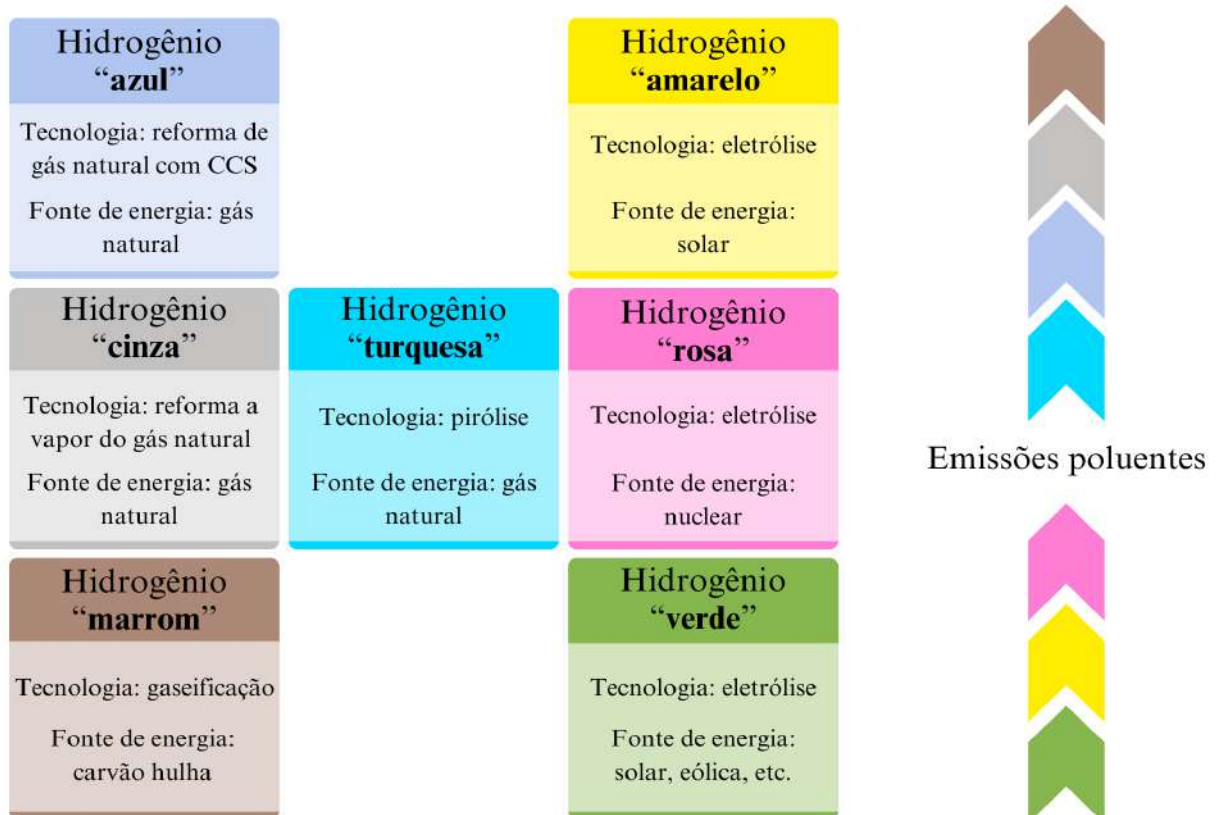 Hidrogênio
“azul”
Tecnologia: reforma de
gás natural com CCS
Fonte de energia: gás
natural
Hidrogênio
“amarelo”
Tecnologia: eletrólise
Fonte de energia:
solar
Hidrogênio
“cinza”
Tecnologia: reforma a
vapor do gás natural
Fonte de energia: gás
natural
Hidrogênio
“turquesa”
Tecnologia: pirólise
Fonte de energia: gás
natural
Hidrogênio
“rosa”
Tecnologia: eletrólise
Fonte de energia:
nuclear
Hidrogênio
“marrom”
Tecnologia: gaseificação
Fonte de energia:
carvão hulha
Hidrogênio
“verde”
Tecnologia: eletrólise
Fonte de energia:
solar, eólica, etc.
Emissões poluentes